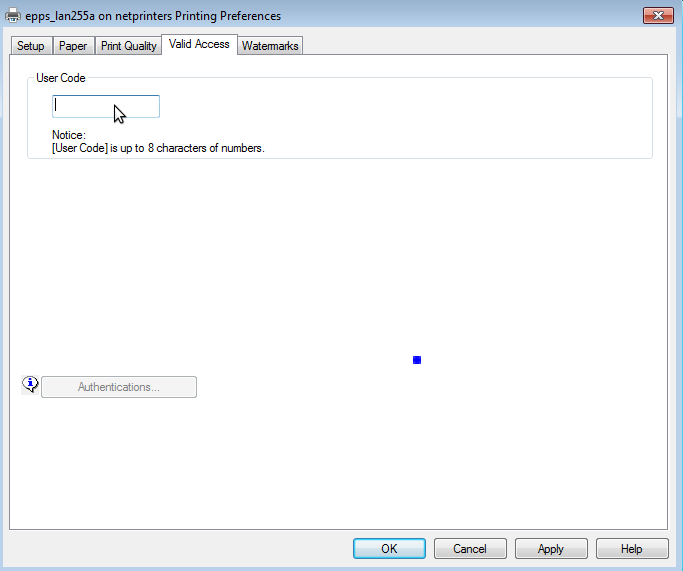 epps_lan255a on netprinters Printing Preferences
Setup Paper Print Quality Valid Access Watermarks
User Code
Notice:
[User Code] is up to 8 characters of numbers.
Authentications...
OK Cancel Apply Help